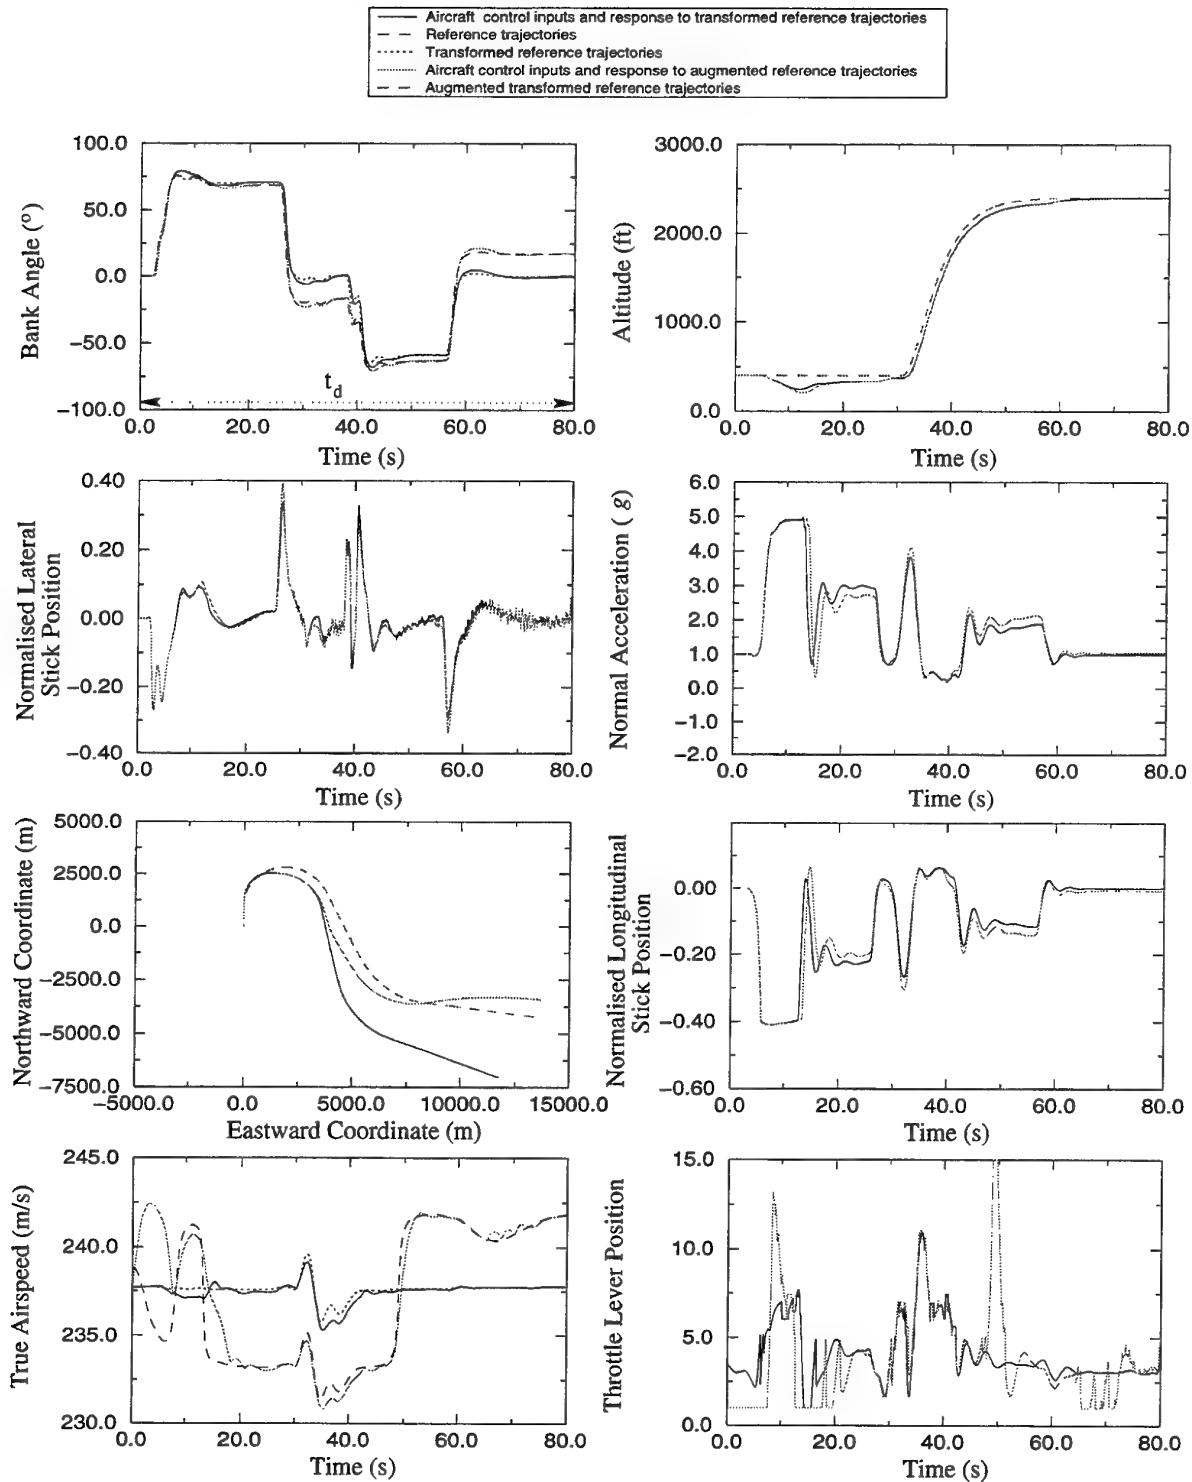 Aircraft control inputs and response to transformed reference trajectories
Reference trajectories
Transformed reference trajectories
Aircraft control inputs and response to augmented reference trajectories
Augmented transformed reference trajectories
100.0
50.0
0.0
−50.0
−100.0
Bank Angle (°)
t_d
0.0 20.0 40.0 60.0 80.0
Time (s)
3000.0
2000.0
1000.0
0.0
Altitude (ft)
0.0 20.0 40.0 60.0 80.0
Time (s)
0.40
0.20
0.00
−0.20
−0.40
Normalised Lateral
Stick Position
0.0 20.0 40.0 60.0 80.0
Time (s)
6.0
5.0
4.0
3.0
2.0
1.0
0.0
−1.0
−2.0
Normal Acceleration ( g)
0.0 20.0 40.0 60.0 80.0
Time (s)
5000.0
2500.0
0.0
−2500.0
−5000.0
−7500.0
Northward Coordinate (m)
−5000.0 0.0 5000.0 10000.0 15000.0
Eastward Coordinate (m)
0.00
−0.20
−0.40
−0.60
Normalised Longitudinal
Stick Position
0.0 20.0 40.0 60.0 80.0
Time (s)
245.0
240.0
235.0
230.0
True Airspeed (m/s)
0.0 20.0 40.0 60.0 80.0
Time (s)
15.0
10.0
5.0
0.0
Throttle Lever Position
0.0 20.0 40.0 60.0 80.0
Time (s)